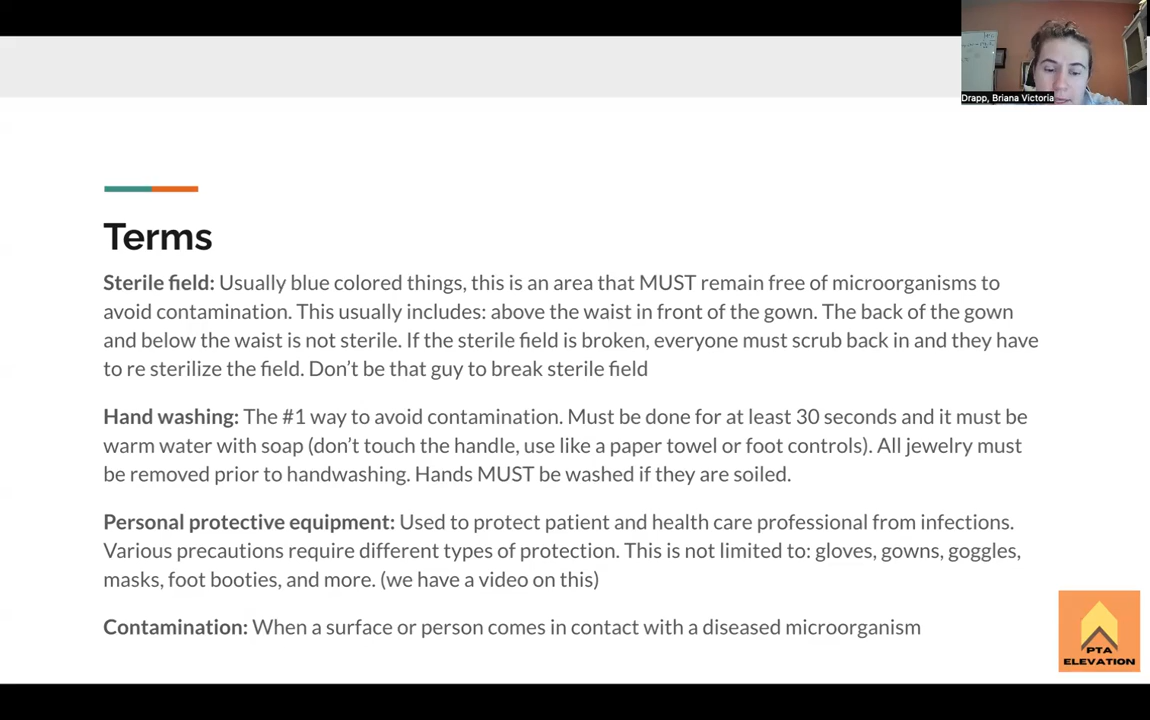 Drapp, Briana Victoria
Terms
Sterile field: Usually blue colored things, this is an area that MUST remain free of microorganisms to
avoid contamination. This usually includes: above the waist in front of the gown. The back of the gown
and below the waist is not sterile. If the sterile field is broken, everyone must scrub back in and they have
to re sterilize the field. Don’t be that guy to break sterile field
Hand washing: The #1 way to avoid contamination. Must be done for at least 30 seconds and it must be
warm water with soap (don’t touch the handle, use like a paper towel or foot controls). All jewelry must
be removed prior to handwashing. Hands MUST be washed if they are soiled.
Personal protective equipment: Used to protect patient and health care professional from infections.
Various precautions require different types of protection. This is not limited to: gloves, gowns, goggles,
masks, foot booties, and more. (we have a video on this)
Contamination: When a surface or person comes in contact with a diseased microorganism
PTA
ELEVATION